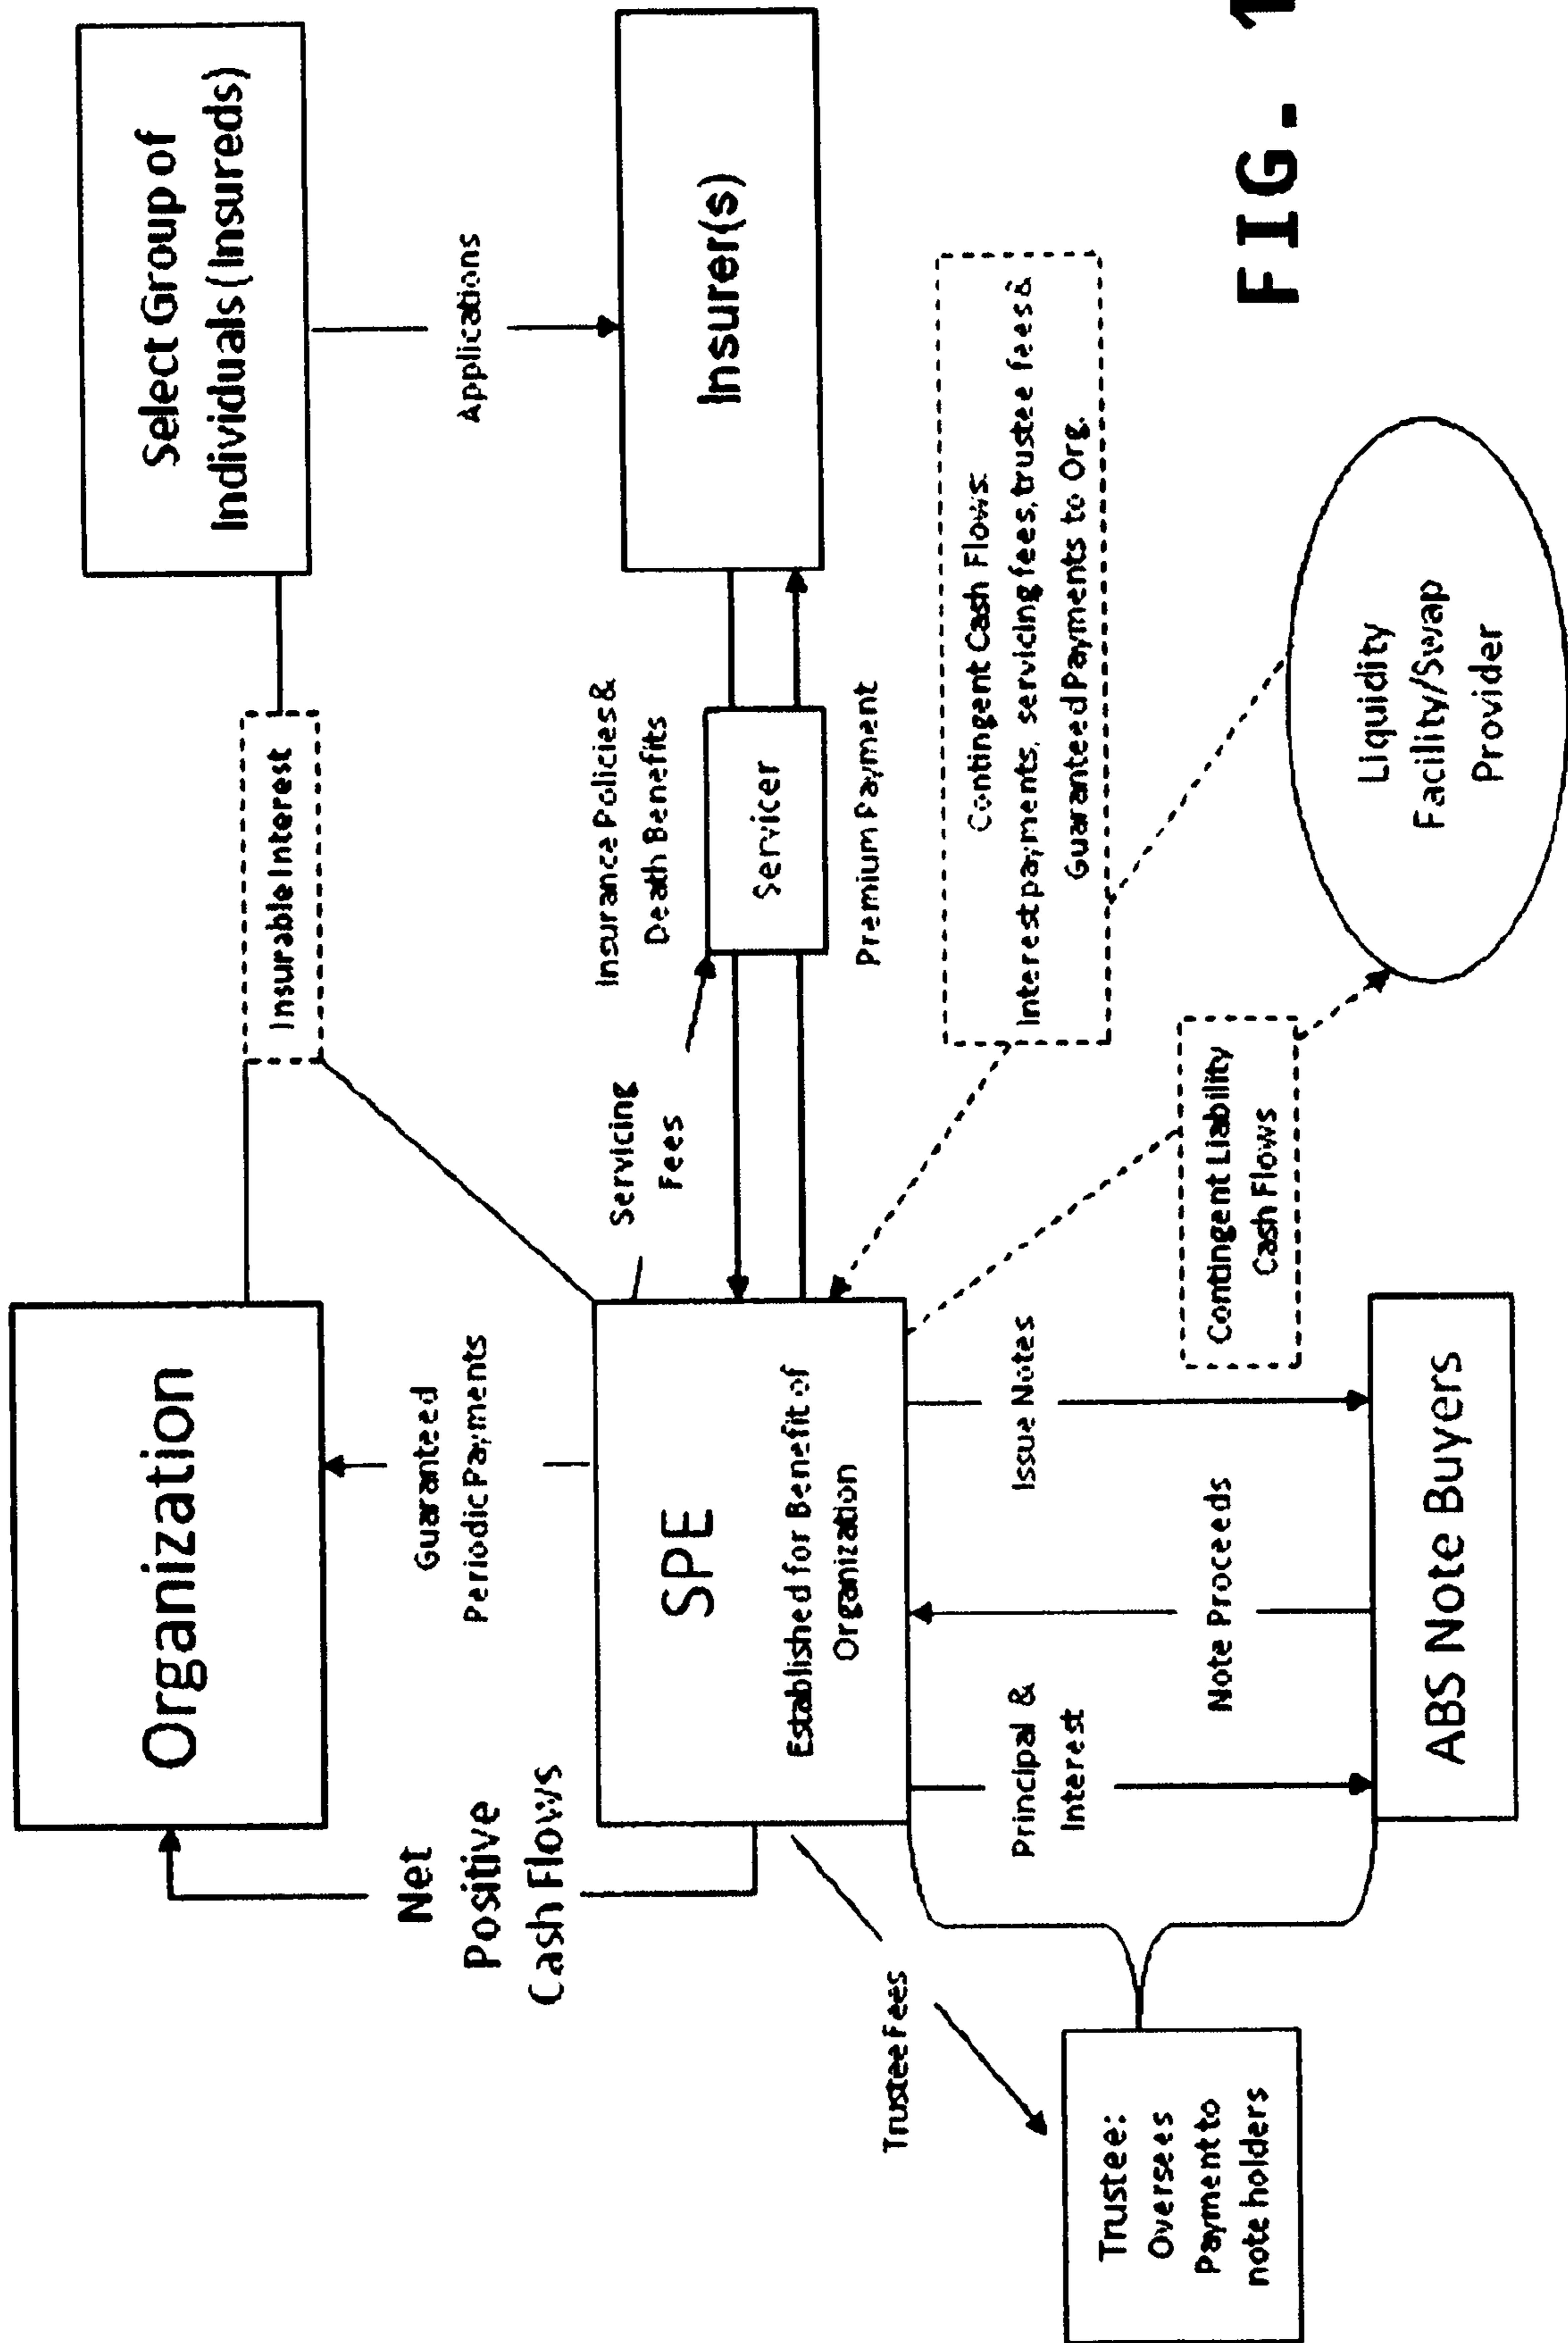 Organization
Insurable Interest
Select Group of
Individuals (Insureds)
Net
Positive
Cash Flows
Guaranteed
Periodic Payments
Applications
SPE
Established for Benefit of
Organization
Servicing
Fees
Insurance Policies &
Death Benefits
Servicer
Premium Payment
Insurer(s)
Trustee Fees
Principal &
Interest
Note Proceeds
Issue Notes
Contingent Cash Flows:
Interest payments, servicing fees, trustee fees &
Guaranteed Payments to Org.
Contingent Liability
Cash Flows
Trustee:
Oversees
Payment to
note holders
ABS Note Buyers
Liquidity
Facility/Swap
Provider
FIG. 1